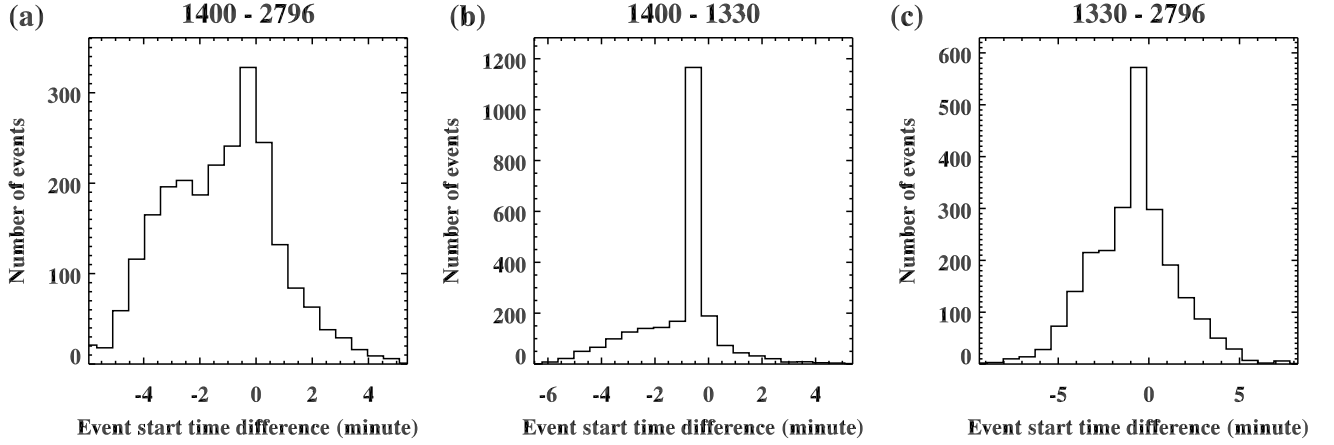 (a) 1400 - 2796
Number of events
300
200
100
0
-4 -2 0 2 4
Event start time difference (minute)
(b) 1400 - 1330
Number of events
1200
1000
800
600
400
200
0
-6 -4 -2 0 2 4
Event start time difference (minute)
(c) 1330 - 2796
Number of events
600
500
400
300
200
100
0
-5 0 5
Event start time difference (minute)